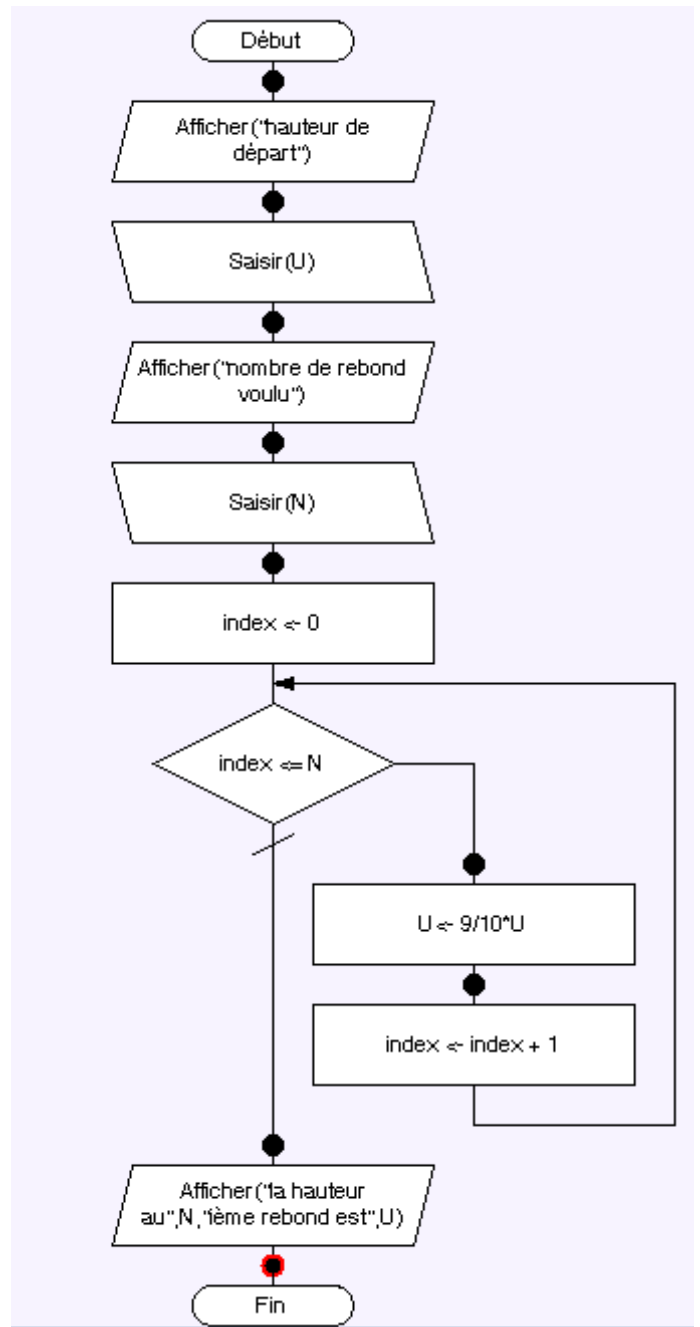 Début
Afficher("hauteur de
départ")
Saisir(U)
Afficher("nombre de rebond
voulu")
Saisir(N)
index <- 0
index <= N
U <- 9/10*U
index <- index + 1
Afficher("la hauteur
au",N,"ième rebond est",U)
Fin